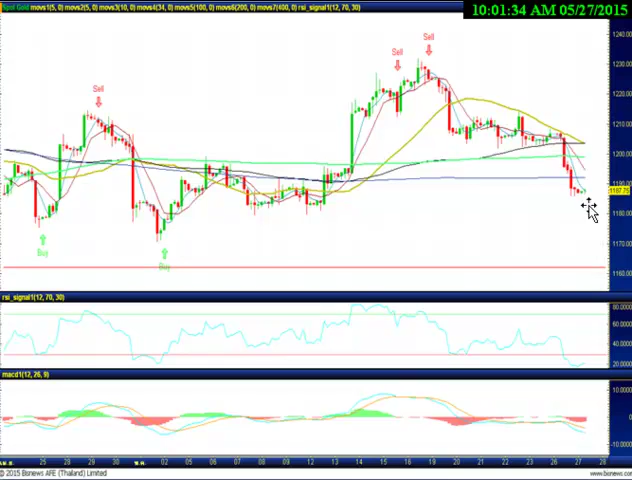 Spot Gold movs1(5, 0) movs2(5, 0) movs3(10, 0) movs4(34, 0) movs5(100, 0) movs6(200, 0) movs7(400, 0) rsi_signal1(12, 70, 30)
10:01:34 AM 05/27/2015
1240.00
1230.00
1220.00
1210.00
1200.00
1190.00
1187.75
1180.00
1170.00
1160.00
Sell
Sell
Sell
Buy
Buy
rsi_signal1(12, 70, 30)
80.0000
60.0000
40.0000
20.0000
macd1(12, 26, 9)
10.0000
0.0000
-10.0000
25 28 29 30 02 05 06 07 08 11 12 13 14 15 18 19 20 21 22 25 26 27 28
© 2015 Bisnews AFE (Thailand) Limited
www.bisnews.com